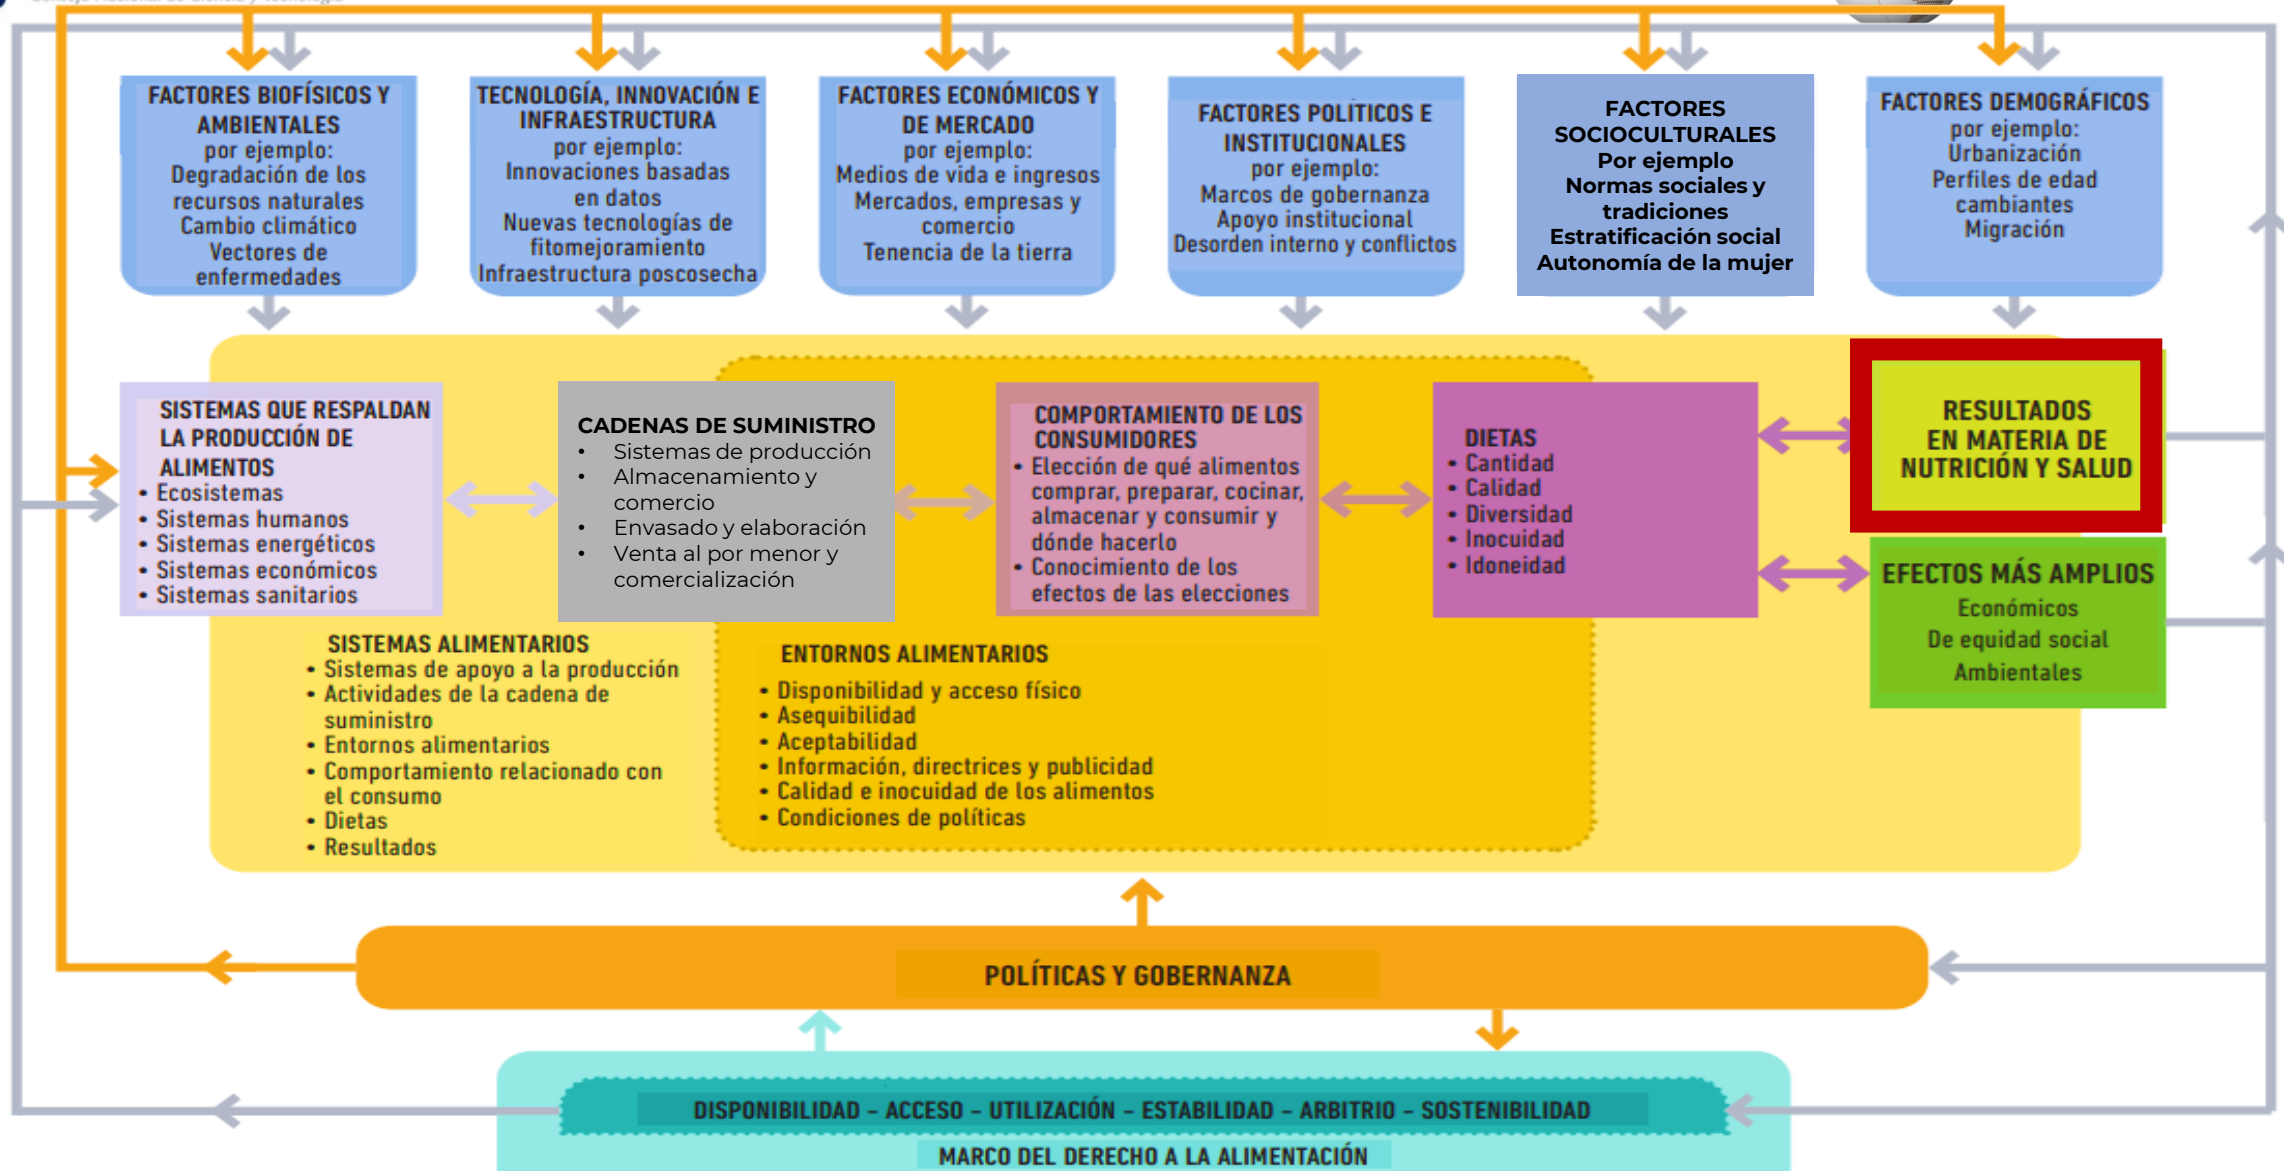 Consejo Nacional de Ciencia y Tecnología
FACTORES BIOFÍSICOS Y
AMBIENTALES
por ejemplo:
Degradación de los
recursos naturales
Cambio climático
Vectores de
enfermedades
TECNOLOGÍA, INNOVACIÓN E
INFRAESTRUCTURA
por ejemplo:
Innovaciones basadas
en datos
Nuevas tecnologías de
fitomejoramiento
Infraestructura poscosecha
FACTORES ECONÓMICOS Y
DE MERCADO
por ejemplo:
Medios de vida e ingresos
Mercados, empresas y
comercio
Tenencia de la tierra
FACTORES POLÍTICOS E
INSTITUCIONALES
por ejemplo:
Marcos de gobernanza
Apoyo institucional
Desorden interno y conflictos
FACTORES
SOCIOCULTURALES
Por ejemplo
Normas sociales y
tradiciones
Estratificación social
Autonomía de la mujer
FACTORES DEMOGRÁFICOS
por ejemplo:
Urbanización
Perfiles de edad
cambiantes
Migración
SISTEMAS QUE RESPALDAN
LA PRODUCCIÓN DE
ALIMENTOS
• Ecosistemas
• Sistemas humanos
• Sistemas energéticos
• Sistemas económicos
• Sistemas sanitarios
CADENAS DE SUMINISTRO
• Sistemas de producción
• Almacenamiento y
comercio
• Envasado y elaboración
• Venta al por menor y
comercialización
COMPORTAMIENTO DE LOS
CONSUMIDORES
• Elección de qué alimentos
comprar, preparar, cocinar,
almacenar y consumir y
dónde hacerlo
• Conocimiento de los
efectos de las elecciones
DIETAS
• Cantidad
• Calidad
• Diversidad
• Inocuidad
• Idoneidad
RESULTADOS
EN MATERIA DE
NUTRICIÓN Y SALUD
EFECTOS MÁS AMPLIOS
Económicos
De equidad social
Ambientales
SISTEMAS ALIMENTARIOS
• Sistemas de apoyo a la producción
• Actividades de la cadena de
suministro
• Entornos alimentarios
• Comportamiento relacionado con
el consumo
• Dietas
• Resultados
ENTORNOS ALIMENTARIOS
• Disponibilidad y acceso físico
• Asequibilidad
• Aceptabilidad
• Información, directrices y publicidad
• Calidad e inocuidad de los alimentos
• Condiciones de políticas
POLÍTICAS Y GOBERNANZA
DISPONIBILIDAD – ACCESO – UTILIZACIÓN – ESTABILIDAD – ARBITRIO – SOSTENIBILIDAD
MARCO DEL DERECHO A LA ALIMENTACIÓN